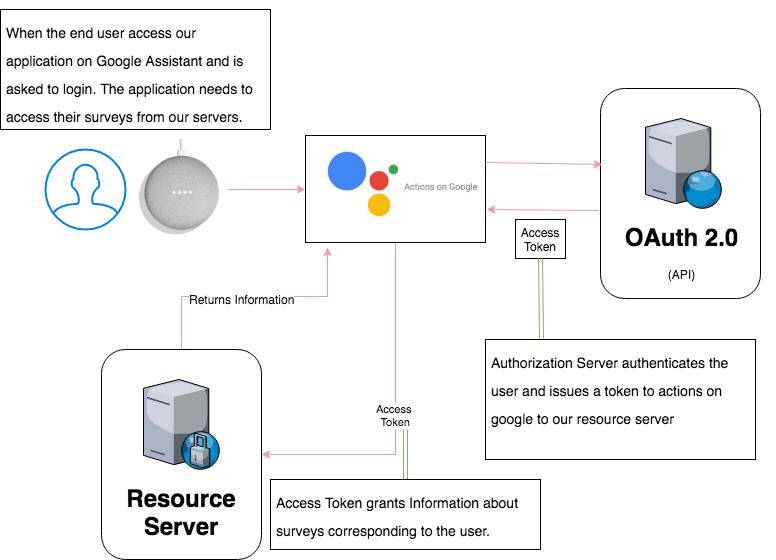 When the end user access our
application on Google Assistant and is
asked to login. The application needs to
access their surveys from our servers.
Actions on Google
Access
Token
OAuth 2.0
(API)
Returns Information
Authorization Server authenticates the
user and issues a token to actions on
google to our resource server
Access
Token
Resource
Server
Access Token grants Information about
surveys corresponding to the user.